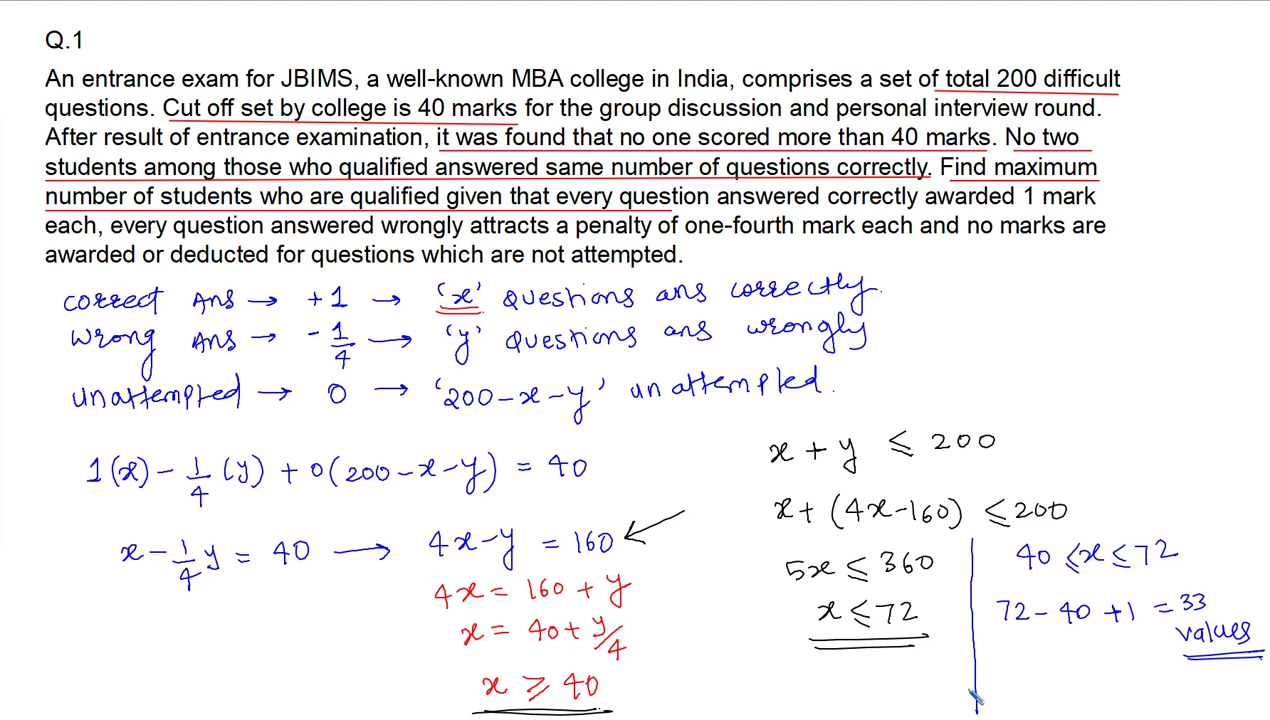 Q.1
An entrance exam for JBIMS, a well-known MBA college in India, comprises a set of total 200 difficult
questions. Cut off set by college is 40 marks for the group discussion and personal interview round.
After result of entrance examination, it was found that no one scored more than 40 marks. No two
students among those who qualified answered same number of questions correctly. Find maximum
number of students who are qualified given that every question answered correctly awarded 1 mark
each, every question answered wrongly attracts a penalty of one-fourth mark each and no marks are
awarded or deducted for questions which are not attempted.
correct Ans → +1 → 'x' questions ans correctly.
wrong Ans → -1/4 → 'y' questions ans wrongly
unattempted → 0 → '200-x-y' unattempted.
1(x) - 1/4 (y) + 0(200-x-y) = 40
x - 1/4 y = 40 → 4x-y = 160
4x = 160 + y
x = 40 + y/4
x ≥ 40
x + y ≤ 200
x + (4x-160) ≤ 200
5x ≤ 360
x ≤ 72
40 ≤ x ≤ 72
72 - 40 + 1 = 33
values